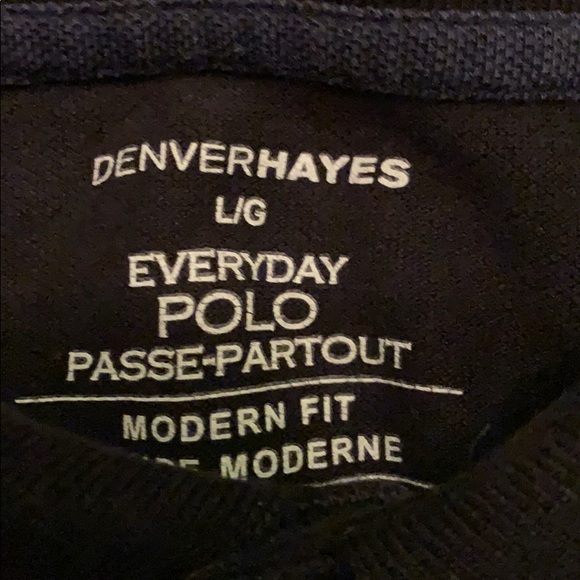 DENVERHAYES
L/G
EVERYDAY
POLO
PASSE-PARTOUT
MODERN FIT
MODERNE